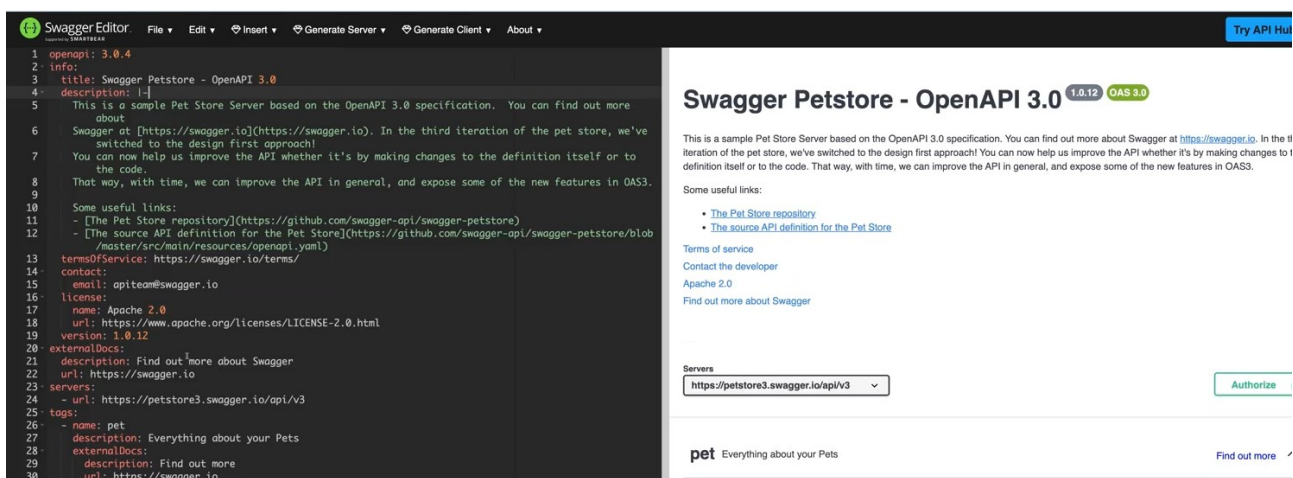 Swagger Editor.
Supported by SMARTBEAR
File
Edit
Insert
Generate Server
Generate Client
About
Try API Hub
1 openapi: 3.0.4
2 info:
3 title: Swagger Petstore - OpenAPI 3.0
4 description: |-
5 This is a sample Pet Store Server based on the OpenAPI 3.0 specification.  You can find out more
about
6 Swagger at [https://swagger.io](https://swagger.io). In the third iteration of the pet store, we've
switched to the design first approach!
7 You can now help us improve the API whether it's by making changes to the definition itself or to
the code.
8 That way, with time, we can improve the API in general, and expose some of the new features in OAS3.
9
10 Some useful links:
11 - [The Pet Store repository](https://github.com/swagger-api/swagger-petstore)
12 - [The source API definition for the Pet Store](https://github.com/swagger-api/swagger-petstore/blob
/master/src/main/resources/openapi.yaml)
13 termsOfService: https://swagger.io/terms/
14 contact:
15 email: apiteam@swagger.io
16 license:
17 name: Apache 2.0
18 url: https://www.apache.org/licenses/LICENSE-2.0.html
19 version: 1.0.12
20 externalDocs:
21 description: Find out more about Swagger
22 url: https://swagger.io
23 servers:
24 - url: https://petstore3.swagger.io/api/v3
25 tags:
26 - name: pet
27 description: Everything about your Pets
28 externalDocs:
29 description: Find out more
30 url: https://swagger.io
Swagger Petstore - OpenAPI 3.0 1.0.12 OAS 3.0
This is a sample Pet Store Server based on the OpenAPI 3.0 specification. You can find out more about Swagger at https://swagger.io. In the th
iteration of the pet store, we've switched to the design first approach! You can now help us improve the API whether it's by making changes to t
definition itself or to the code. That way, with time, we can improve the API in general, and expose some of the new features in OAS3.
Some useful links:
• The Pet Store repository
• The source API definition for the Pet Store
Terms of service
Contact the developer
Apache 2.0
Find out more about Swagger
Servers
https://petstore3.swagger.io/api/v3
Authorize
pet Everything about your Pets
Find out more